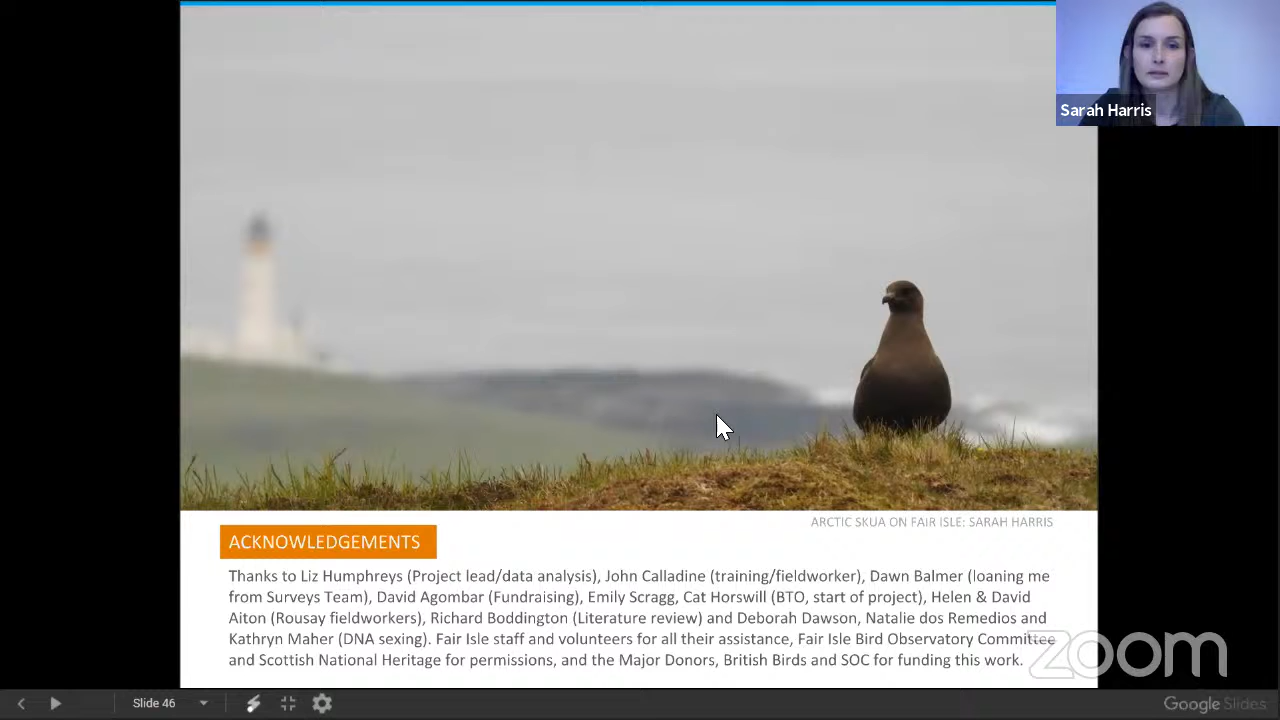 Sarah Harris
ARCTIC SKUA ON FAIR ISLE: SARAH HARRIS
ACKNOWLEDGEMENTS
Thanks to Liz Humphreys (Project lead/data analysis), John Calladine (training/fieldworker), Dawn Balmer (loaning me
from Surveys Team), David Agombar (Fundraising), Emily Scragg, Cat Horswill (BTO, start of project), Helen & David
Aiton (Rousay fieldworkers), Richard Boddington (Literature review) and Deborah Dawson, Natalie dos Remedios and
Kathryn Maher (DNA sexing). Fair Isle staff and volunteers for all their assistance, Fair Isle Bird Observatory Committee
and Scottish National Heritage for permissions, and the Major Donors, British Birds and SOC for funding this work.
zoom
Slide 46
Google Slides